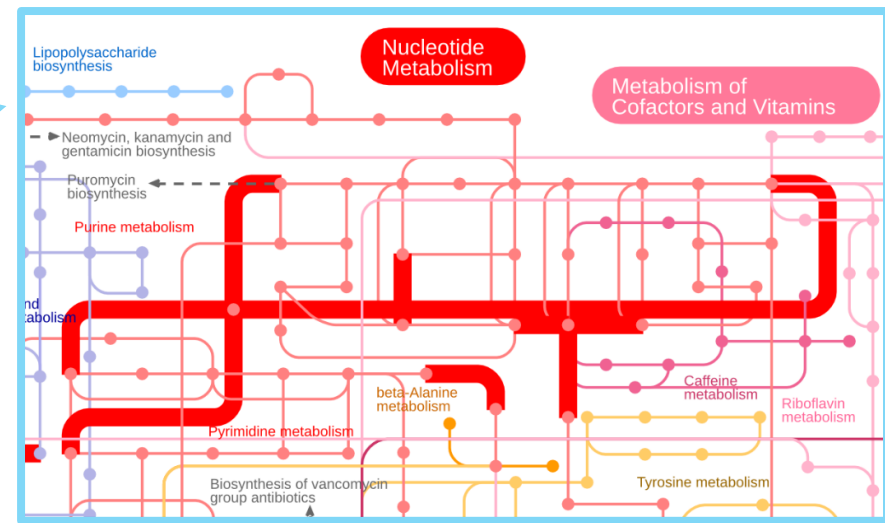 Lipopolysaccharide
biosynthesis
Nucleotide
Metabolism
Metabolism of
Cofactors and Vitamins
Neomycin, kanamycin and
gentamicin biosynthesis
Puromycin
biosynthesis
Purine metabolism
nd
tabolism
beta-Alanine
metabolism
Caffeine
metabolism
Riboflavin
metabolism
Pyrimidine metabolism
Biosynthesis of vancomycin
group antibiotics
Tyrosine metabolism